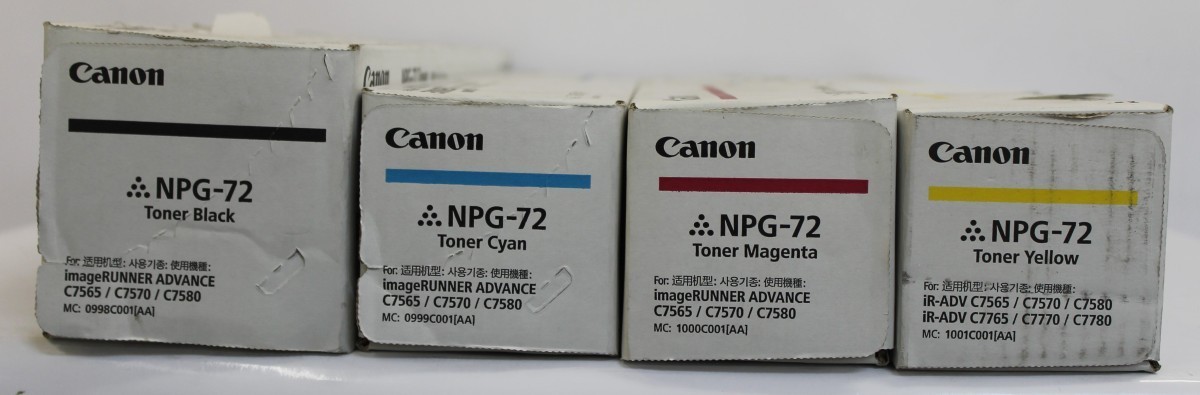 Canon
NPG-72
Toner Black
For: 适用机型: 사용기종: 使用機種:
imageRUNNER ADVANCE
C7565 / C7570 / C7580
MC: 0998C001[AA]
Canon
Canon
NPG-72
Toner Cyan
For: 适用机型: 사용기종: 使用機種:
imageRUNNER ADVANCE
C7565 / C7570 / C7580
MC: 0999C001[AA]
Canon
NPG-72
Toner Magenta
For: 适用机型: 사용기종: 使用機種:
imageRUNNER ADVANCE
C7565 / C7570 / C7580
MC: 1000C001[AA]
Canon
NPG-72
Toner Yellow
For: 适用机型: 사용기종: 使用機種:
iR-ADV C7565 / C7570 / C7580
iR-ADV C7765 / C7770 / C7780
MC: 1001C001[AA]